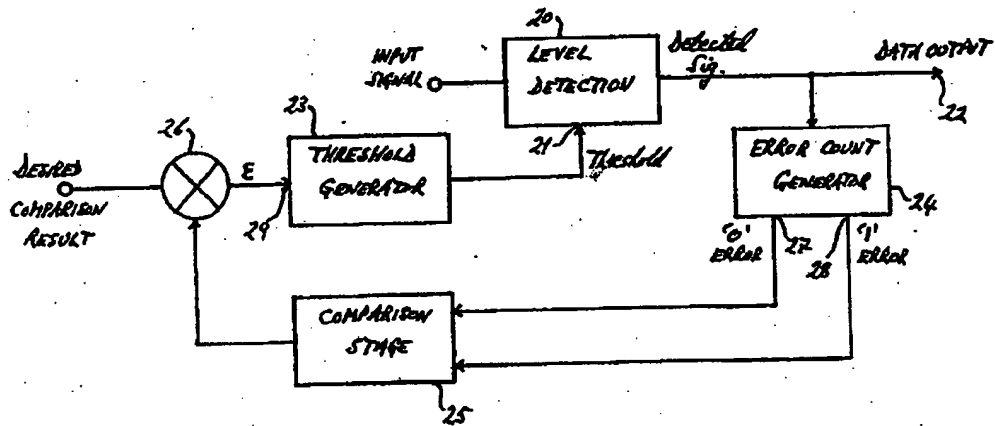 20
INPUT
SIGNAL
LEVEL
DETECTION
Detected
Sig.
DATA OUTPUT
22
26
23
21
Threshold
DESIRED
COMPARISON
RESULT
ε
29
THRESHOLD
GENERATOR
ERROR COUNT
GENERATOR
24
'0'
ERROR
27
28
'1'
ERROR
COMPARISON
STAGE
25